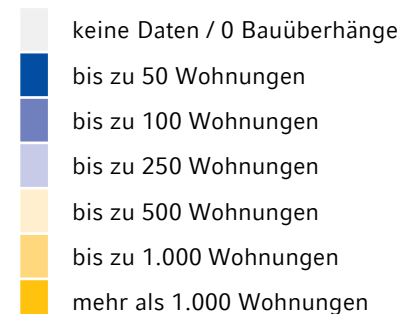 keine Daten / 0 Bauüberhänge
bis zu 50 Wohnungen
bis zu 100 Wohnungen
bis zu 250 Wohnungen
bis zu 500 Wohnungen
bis zu 1.000 Wohnungen
mehr als 1.000 Wohnungen